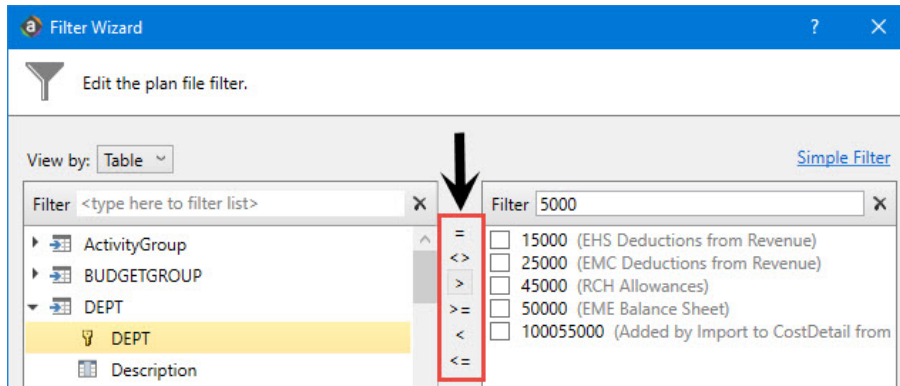 Filter Wizard ? ×
Edit the plan file filter.
View by: Table
Simple Filter
Filter <type here to filter list> ×
ActivityGroup
BUDGETGROUP
DEPT
DEPT
Description
=
<>
>
>=
<
<=
Filter 5000 ×
15000 (EHS Deductions from Revenue)
25000 (EMC Deductions from Revenue)
45000 (RCH Allowances)
50000 (EME Balance Sheet)
100055000 (Added by Import to CostDetail from